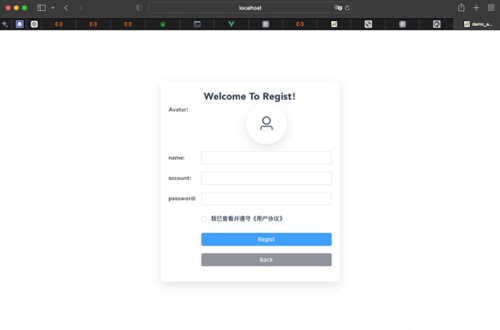 localhost
demo_a...
Welcome To Regist!
Avatar:
name:
account:
password:
我已查看并遵守《用户协议》
Regist
Back